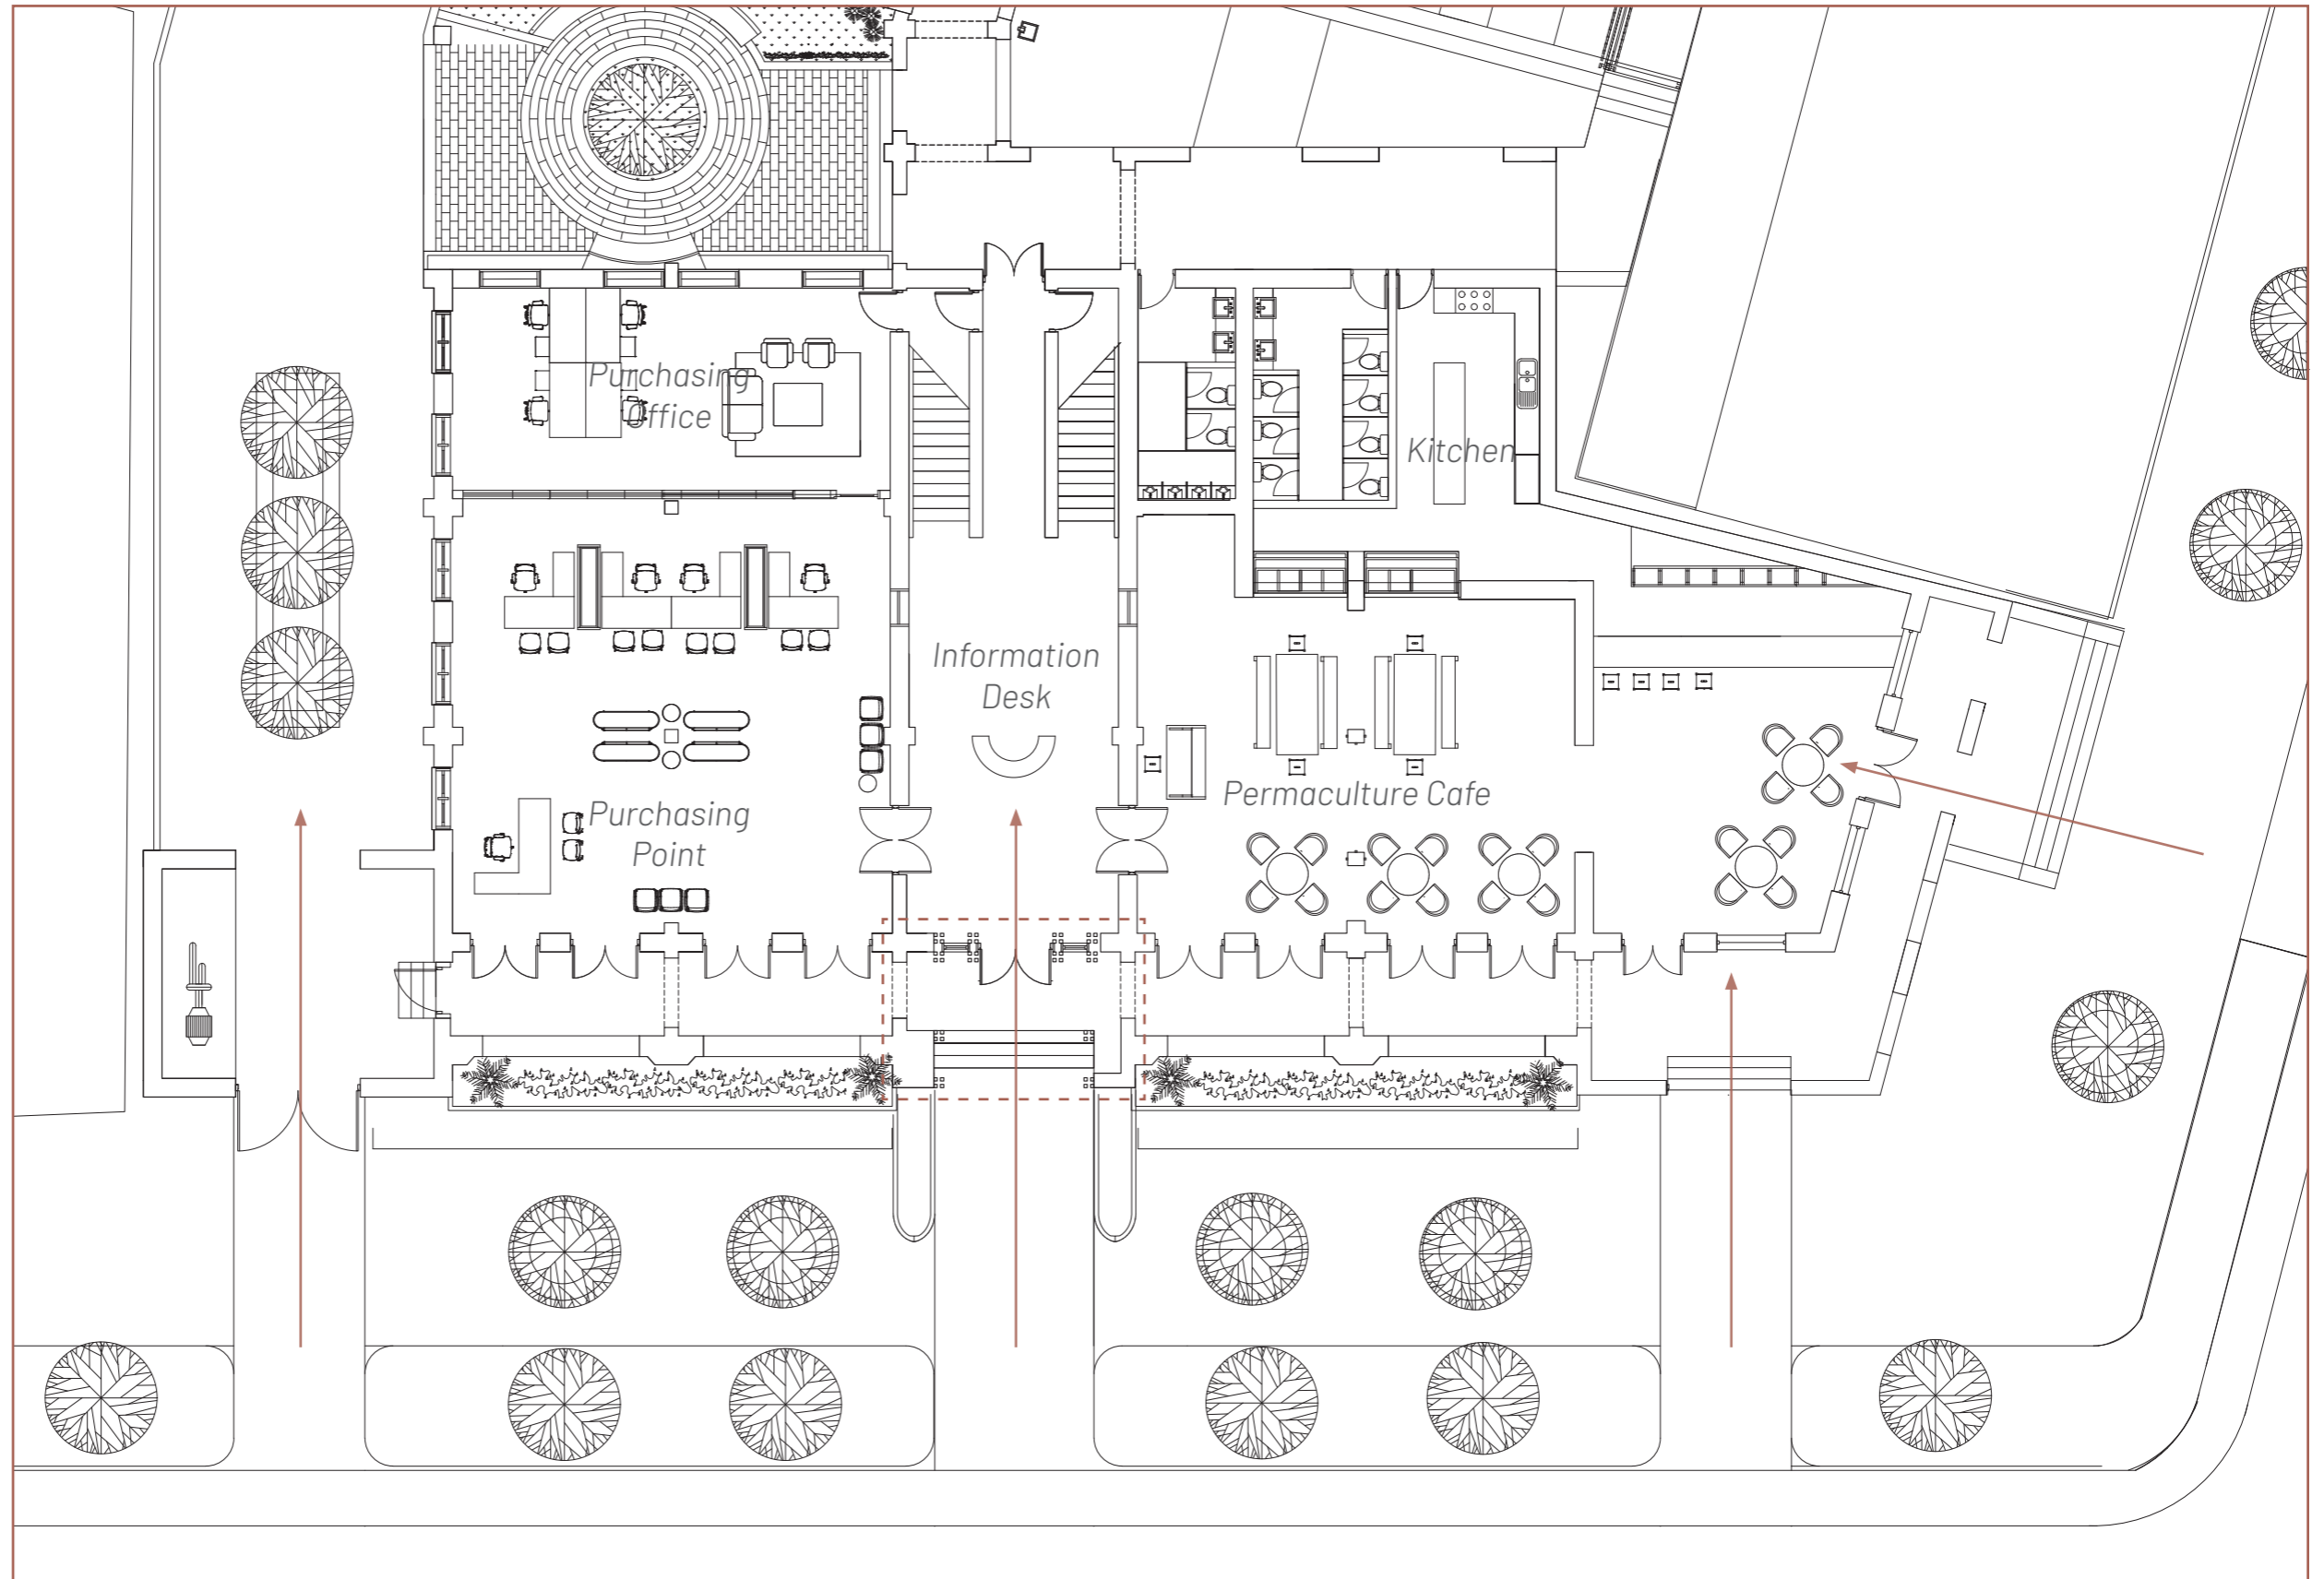 Purchasing
Office
Kitchen
Information
Desk
Permaculture Cafe
Purchasing
Point